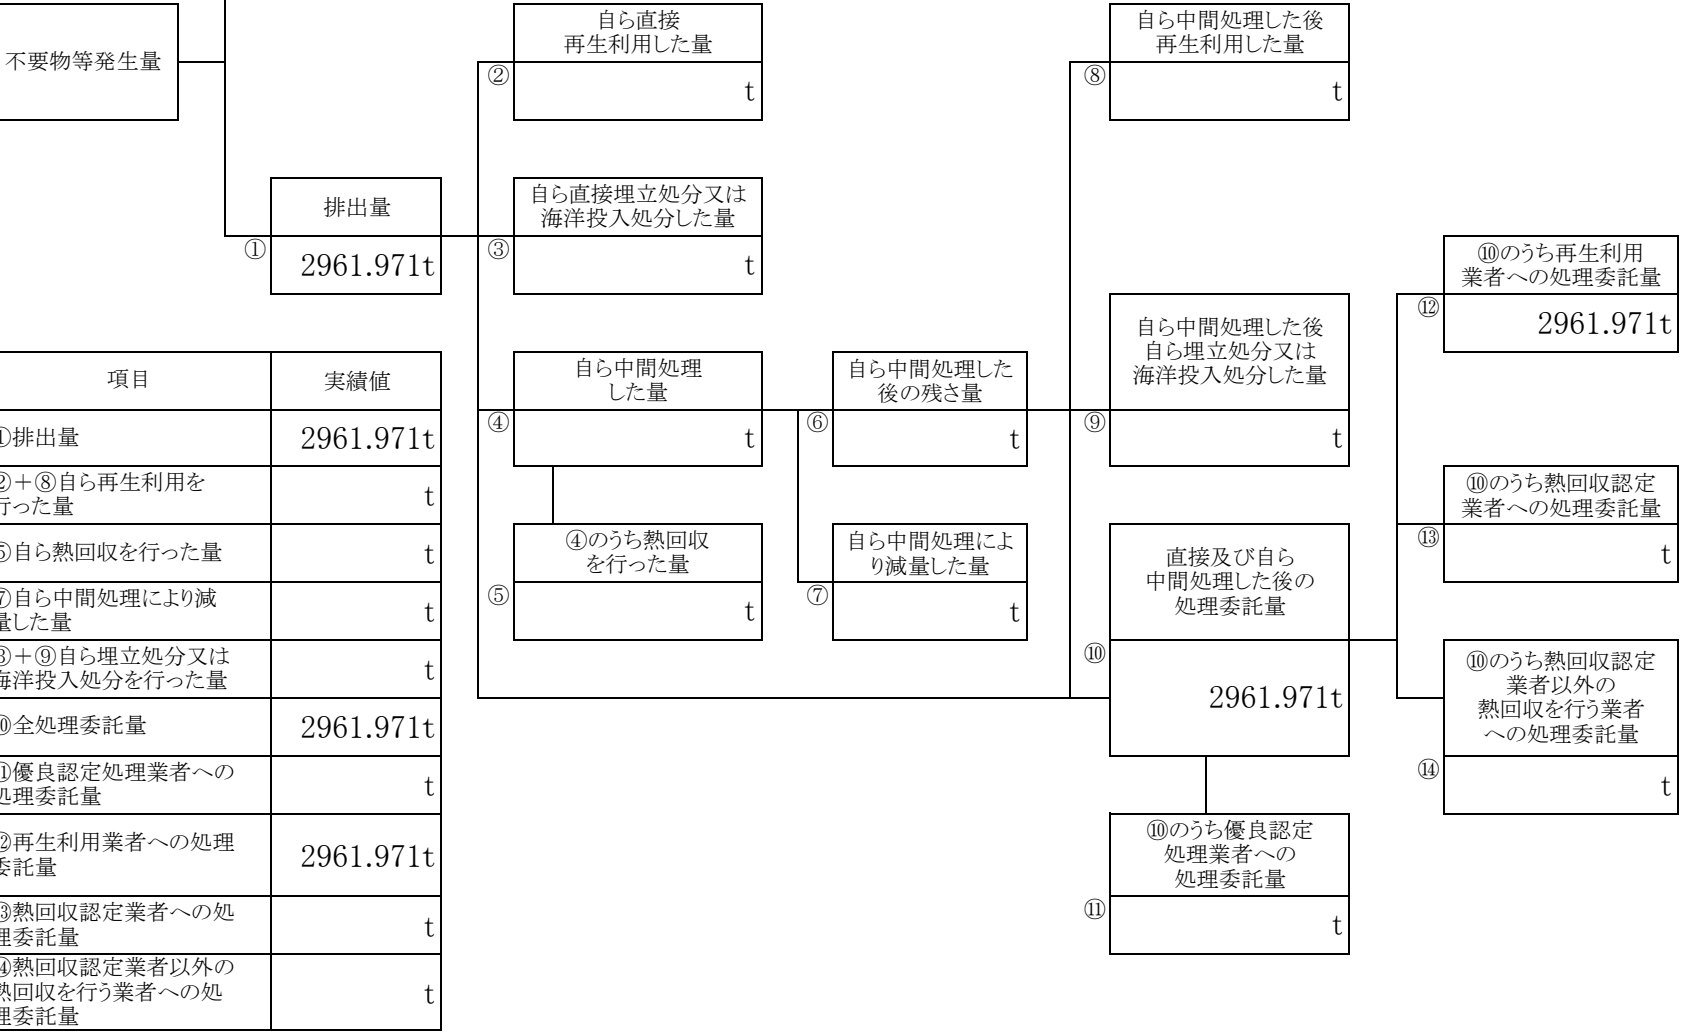 不要物等発生量
自ら直接
再生利用した量
②
t
自ら中間処理した後
再生利用した量
⑧
t
排出量
①
2961.971t
自ら直接埋立処分又は
海洋投入処分した量
③
t
⑩のうち再生利用
業者への処理委託量
⑫
2961.971t
自ら中間処理
した量
④
t
自ら中間処理した
後の残さ量
⑥
t
自ら中間処理した後
自ら埋立処分又は
海洋投入処分した量
⑨
t
⑩のうち熱回収認定
業者への処理委託量
⑬
t
④のうち熱回収
を行った量
⑤
t
自ら中間処理によ
り減量した量
⑦
t
直接及び自ら
中間処理した後の
処理委託量
⑩
2961.971t
⑩のうち熱回収認定
業者以外の
熱回収を行う業者
への処理委託量
⑭
t
⑩のうち優良認定
処理業者への
処理委託量
⑪
t
項目
実績値
①排出量
2961.971t
②+⑧自ら再生利用を
行った量
t
⑤自ら熱回収を行った量
t
⑦自ら中間処理により減
量した量
t
③+⑨自ら埋立処分又は
海洋投入処分を行った量
t
⑩全処理委託量
2961.971t
⑪優良認定処理業者への
処理委託量
t
⑫再生利用業者への処理
委託量
2961.971t
⑬熱回収認定業者への処
理委託量
t
⑭熱回収認定業者以外の
熱回収を行う業者への処
理委託量
t